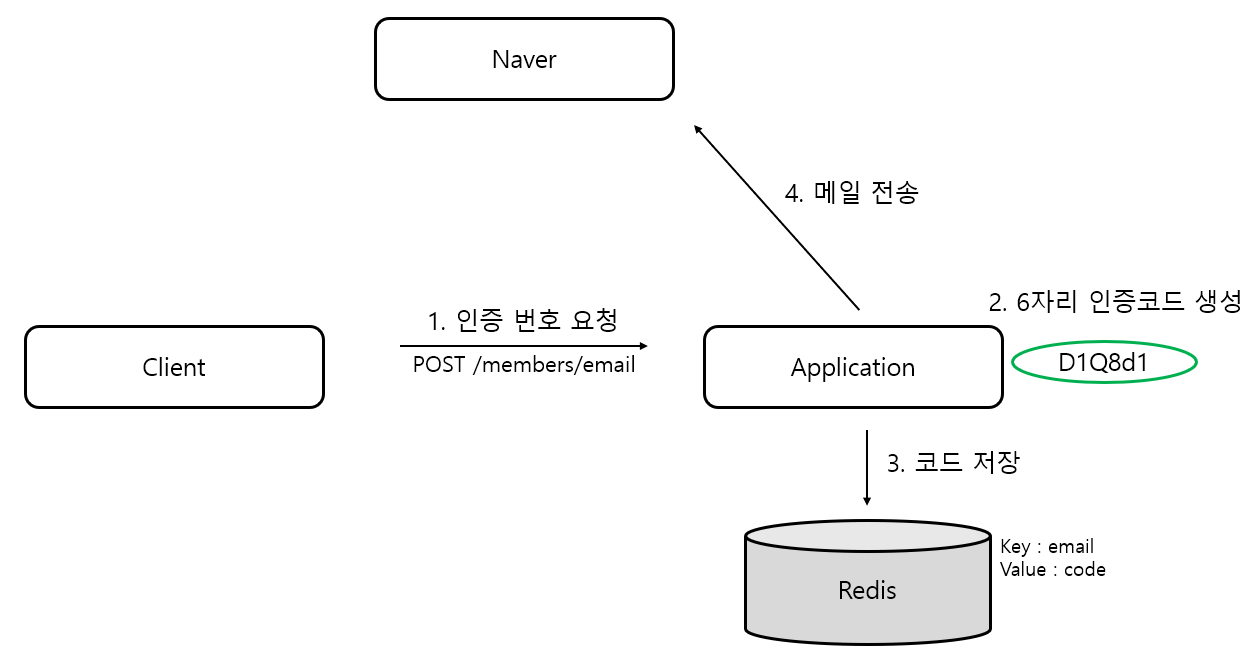 Naver
4. 메일 전송
2. 6자리 인증코드 생성
1. 인증 번호 요청
POST /members/email
Client
Application
D1Q8d1
3. 코드 저장
Key : email
Value : code
Redis